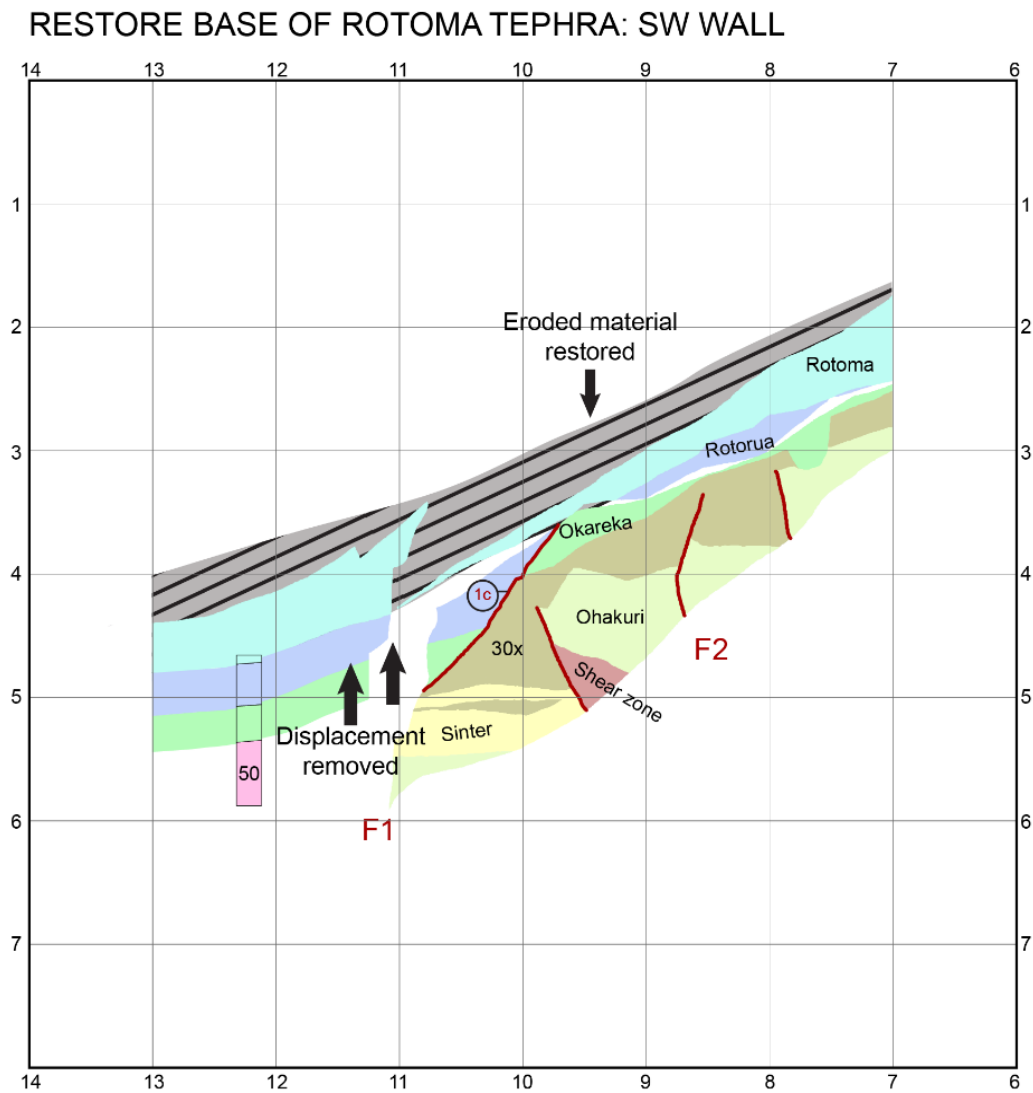 RESTORE BASE OF ROTOMA TEPHRA: SW WALL
14 13 12 11 10 9 8 7 6
1 1
2 2
Eroded material
restored
Rotoma
3 3
Rotorua
Okareka
4 4
1c
Ohakuri
30x
F2
5 5
Shear zone
Sinter
Displacement
removed
50
F1
6 6
7 7
14 13 12 11 10 9 8 7 6